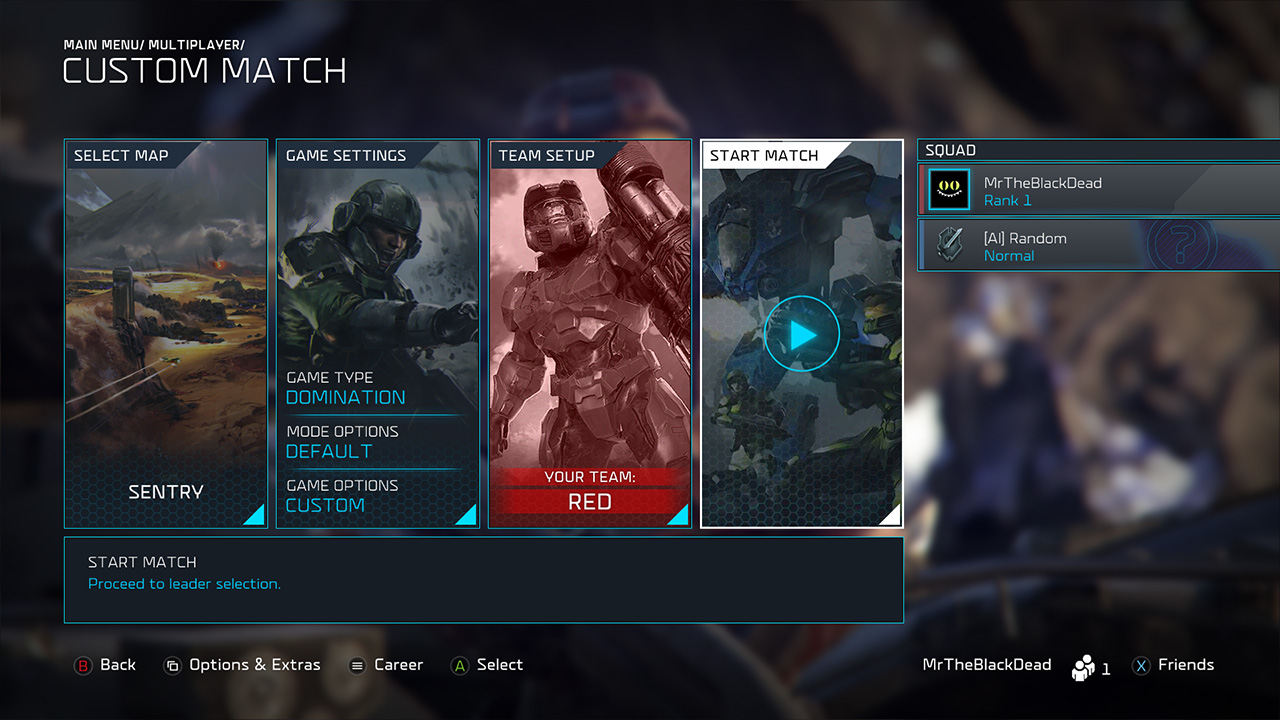 MAIN MENU/ MULTIPLAYER/
CUSTOM MATCH
SELECT MAP
SENTRY
GAME SETTINGS
GAME TYPE
DOMINATION
MODE OPTIONS
DEFAULT
GAME OPTIONS
CUSTOM
TEAM SETUP
YOUR TEAM:
RED
START MATCH
SQUAD
MrTheBlackDead
Rank 1
[AI] Random
Normal
?
START MATCH
Proceed to leader selection.
B Back
Options & Extras
Career
A Select
MrTheBlackDead
1
X Friends